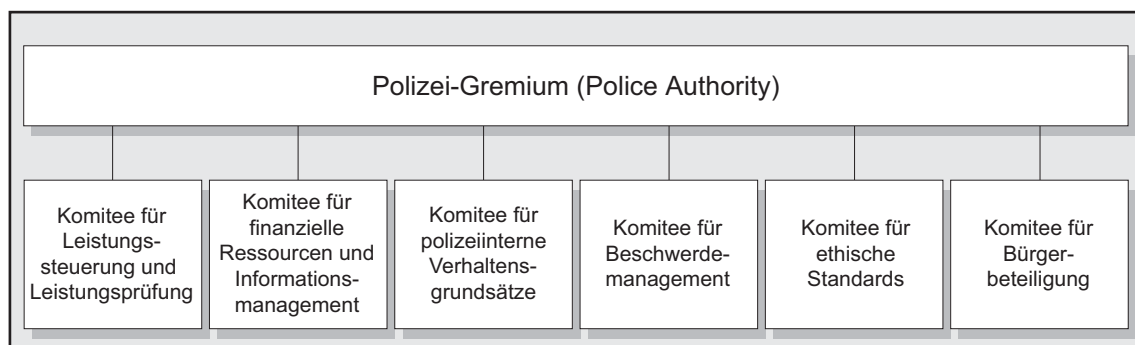 Polizei-Gremium (Police Authority)
Komitee für
Leistungs-
steuerung und
Leistungsprüfung
Komitee für
finanzielle
Ressourcen und
Informations-
management
Komitee für
polizeiinterne
Verhaltens-
grundsätze
Komitee für
Beschwerde-
management
Komitee für
ethische
Standards
Komitee für
Bürger-
beteiligung